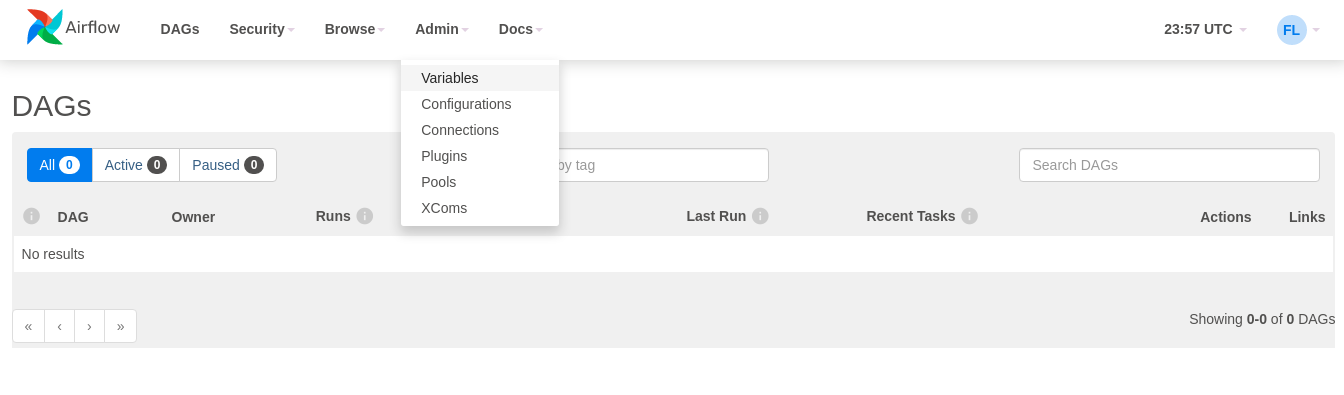 Airflow DAGs Security Browse Admin Docs 23:57 UTC FL
Variables
Configurations
Connections
Plugins
Pools
XComs
DAGs
All 0 Active 0 Paused 0 by tag Search DAGs
DAG Owner Runs Last Run Recent Tasks Actions Links
No results
« ‹ › » Showing 0-0 of 0 DAGs